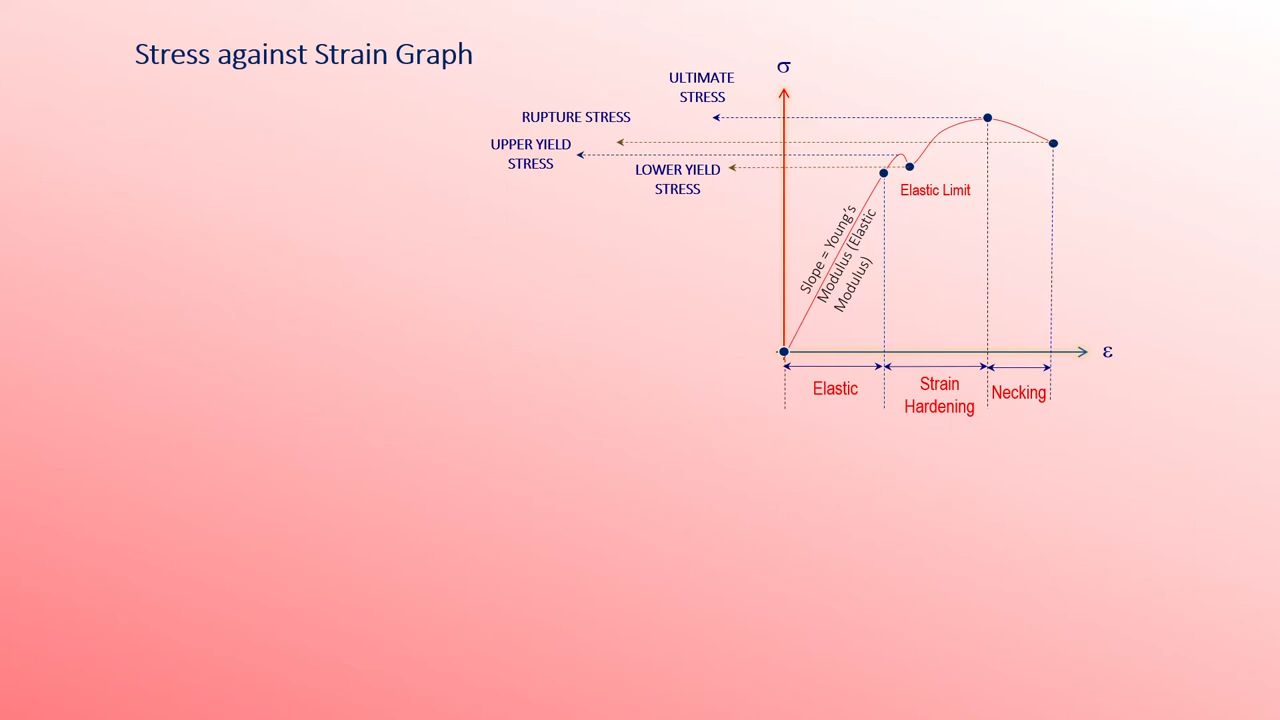 Stress against Strain Graph
σ
ULTIMATE
STRESS
RUPTURE STRESS
UPPER YIELD
STRESS
LOWER YIELD
STRESS
Elastic Limit
Slope = Young's
Modulus (Elastic
Modulus)
ε
Elastic
Strain
Hardening
Necking